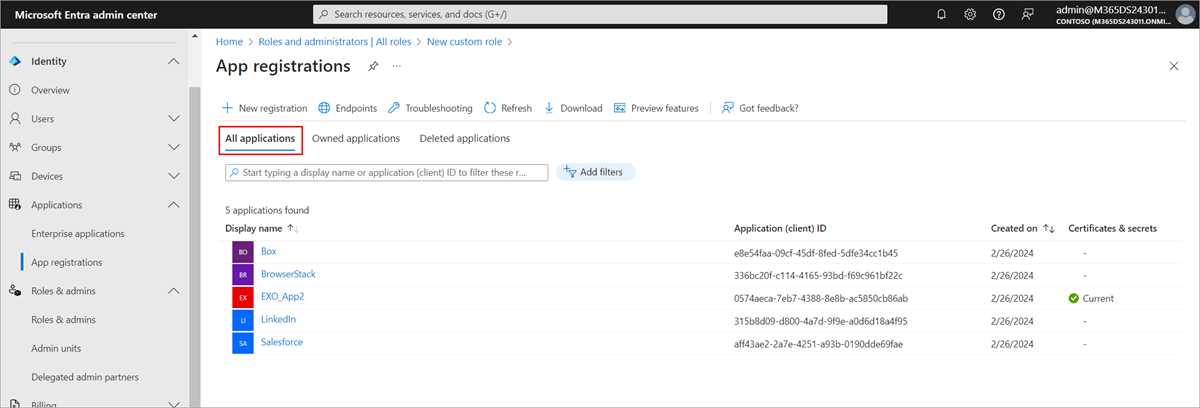 Microsoft Entra admin center
Search resources, services, and docs (G+/)
admin@M365DS24301...
CONTOSO (M365DS243011.ONMI...
Identity
Overview
Users
Groups
Devices
Applications
Enterprise applications
App registrations
Roles & admins
Roles & admins
Admin units
Delegated admin partners
Billing
Home > Roles and administrators | All roles > New custom role >
App registrations
New registration Endpoints Troubleshooting Refresh Download Preview features Got feedback?
All applications Owned applications Deleted applications
Start typing a display name or application (client) ID to filter these r...
Add filters
5 applications found
Display name Application (client) ID Created on Certificates & secrets
BO Box e8e54faa-09cf-45df-8fed-5dfe34cc1b45 2/26/2024 -
BR BrowserStack 336bc20f-c114-4165-93bd-f69c961bf22c 2/26/2024 -
EX EXO_App2 0574aeca-7eb7-4388-8e8b-ac5850cb86ab 2/26/2024 Current
LI LinkedIn 315b8d09-d800-4a7d-9f9e-a0d6d18a4f95 2/26/2024 -
SA Salesforce aff43ae2-2a7e-4251-a93b-0190dde69fae 2/26/2024 -